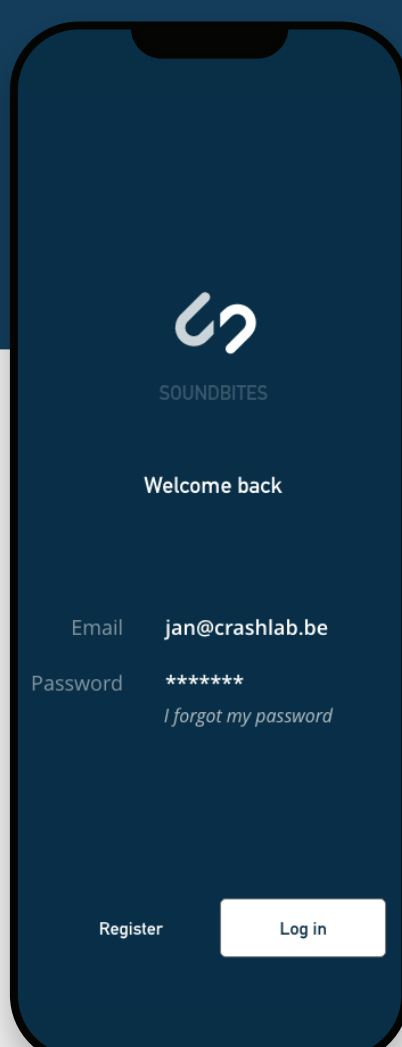 SOUNDBITES
Welcome back
Email jan@crashlab.be
Password *******
I forgot my password
Register Log in